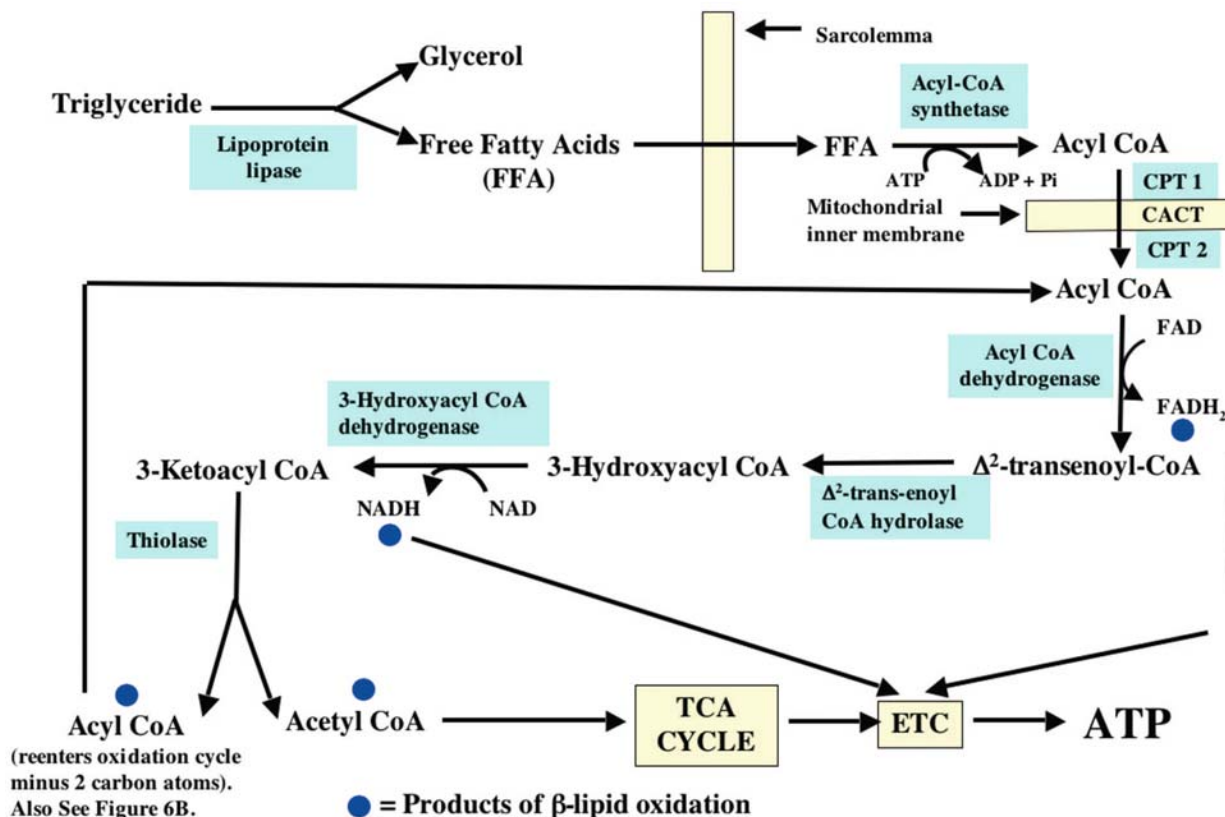 Sarcolemma
Glycerol
Triglyceride
Lipoprotein
lipase
Free Fatty Acids
(FFA)
FFA
Acyl-CoA
synthetase
Acyl CoA
ATP
ADP + Pi
CPT 1
Mitochondrial
inner membrane
CACT
CPT 2
Acyl CoA
FAD
Acyl CoA
dehydrogenase
FADH₂
Δ²-transenoyl-CoA
Δ²-trans-enoyl
CoA hydrolase
3-Hydroxyacyl CoA
3-Hydroxyacyl CoA
dehydrogenase
NADH
NAD
3-Ketoacyl CoA
Thiolase
Acyl CoA
(reenters oxidation cycle
minus 2 carbon atoms).
Also See Figure 6B.
Acetyl CoA
TCA
CYCLE
ETC
ATP
= Products of β-lipid oxidation